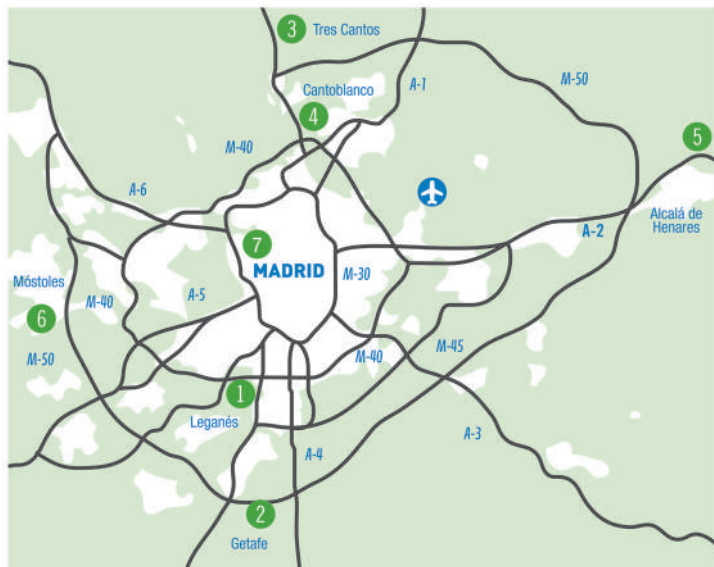 3 Tres Cantos
Cantoblanco
A-1
M-50
4
5
M-40
A-6
Alcalá de
Henares
A-2
7
MADRID
M-30
Móstoles
M-40
A-5
6
M-50
M-40
M-45
1
Leganés
A-3
A-4
2
Getafe